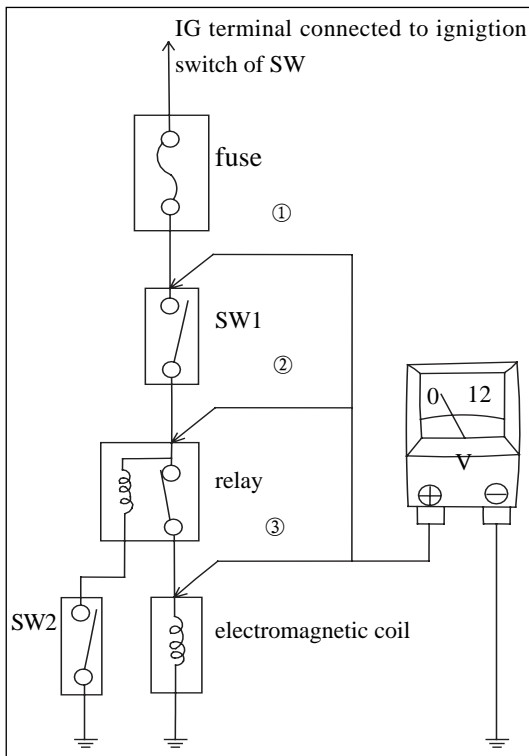 IG terminal connected to ignigtion
switch of SW
fuse
①
SW1
②
0 12
V
relay
③
SW2
electromagnetic coil